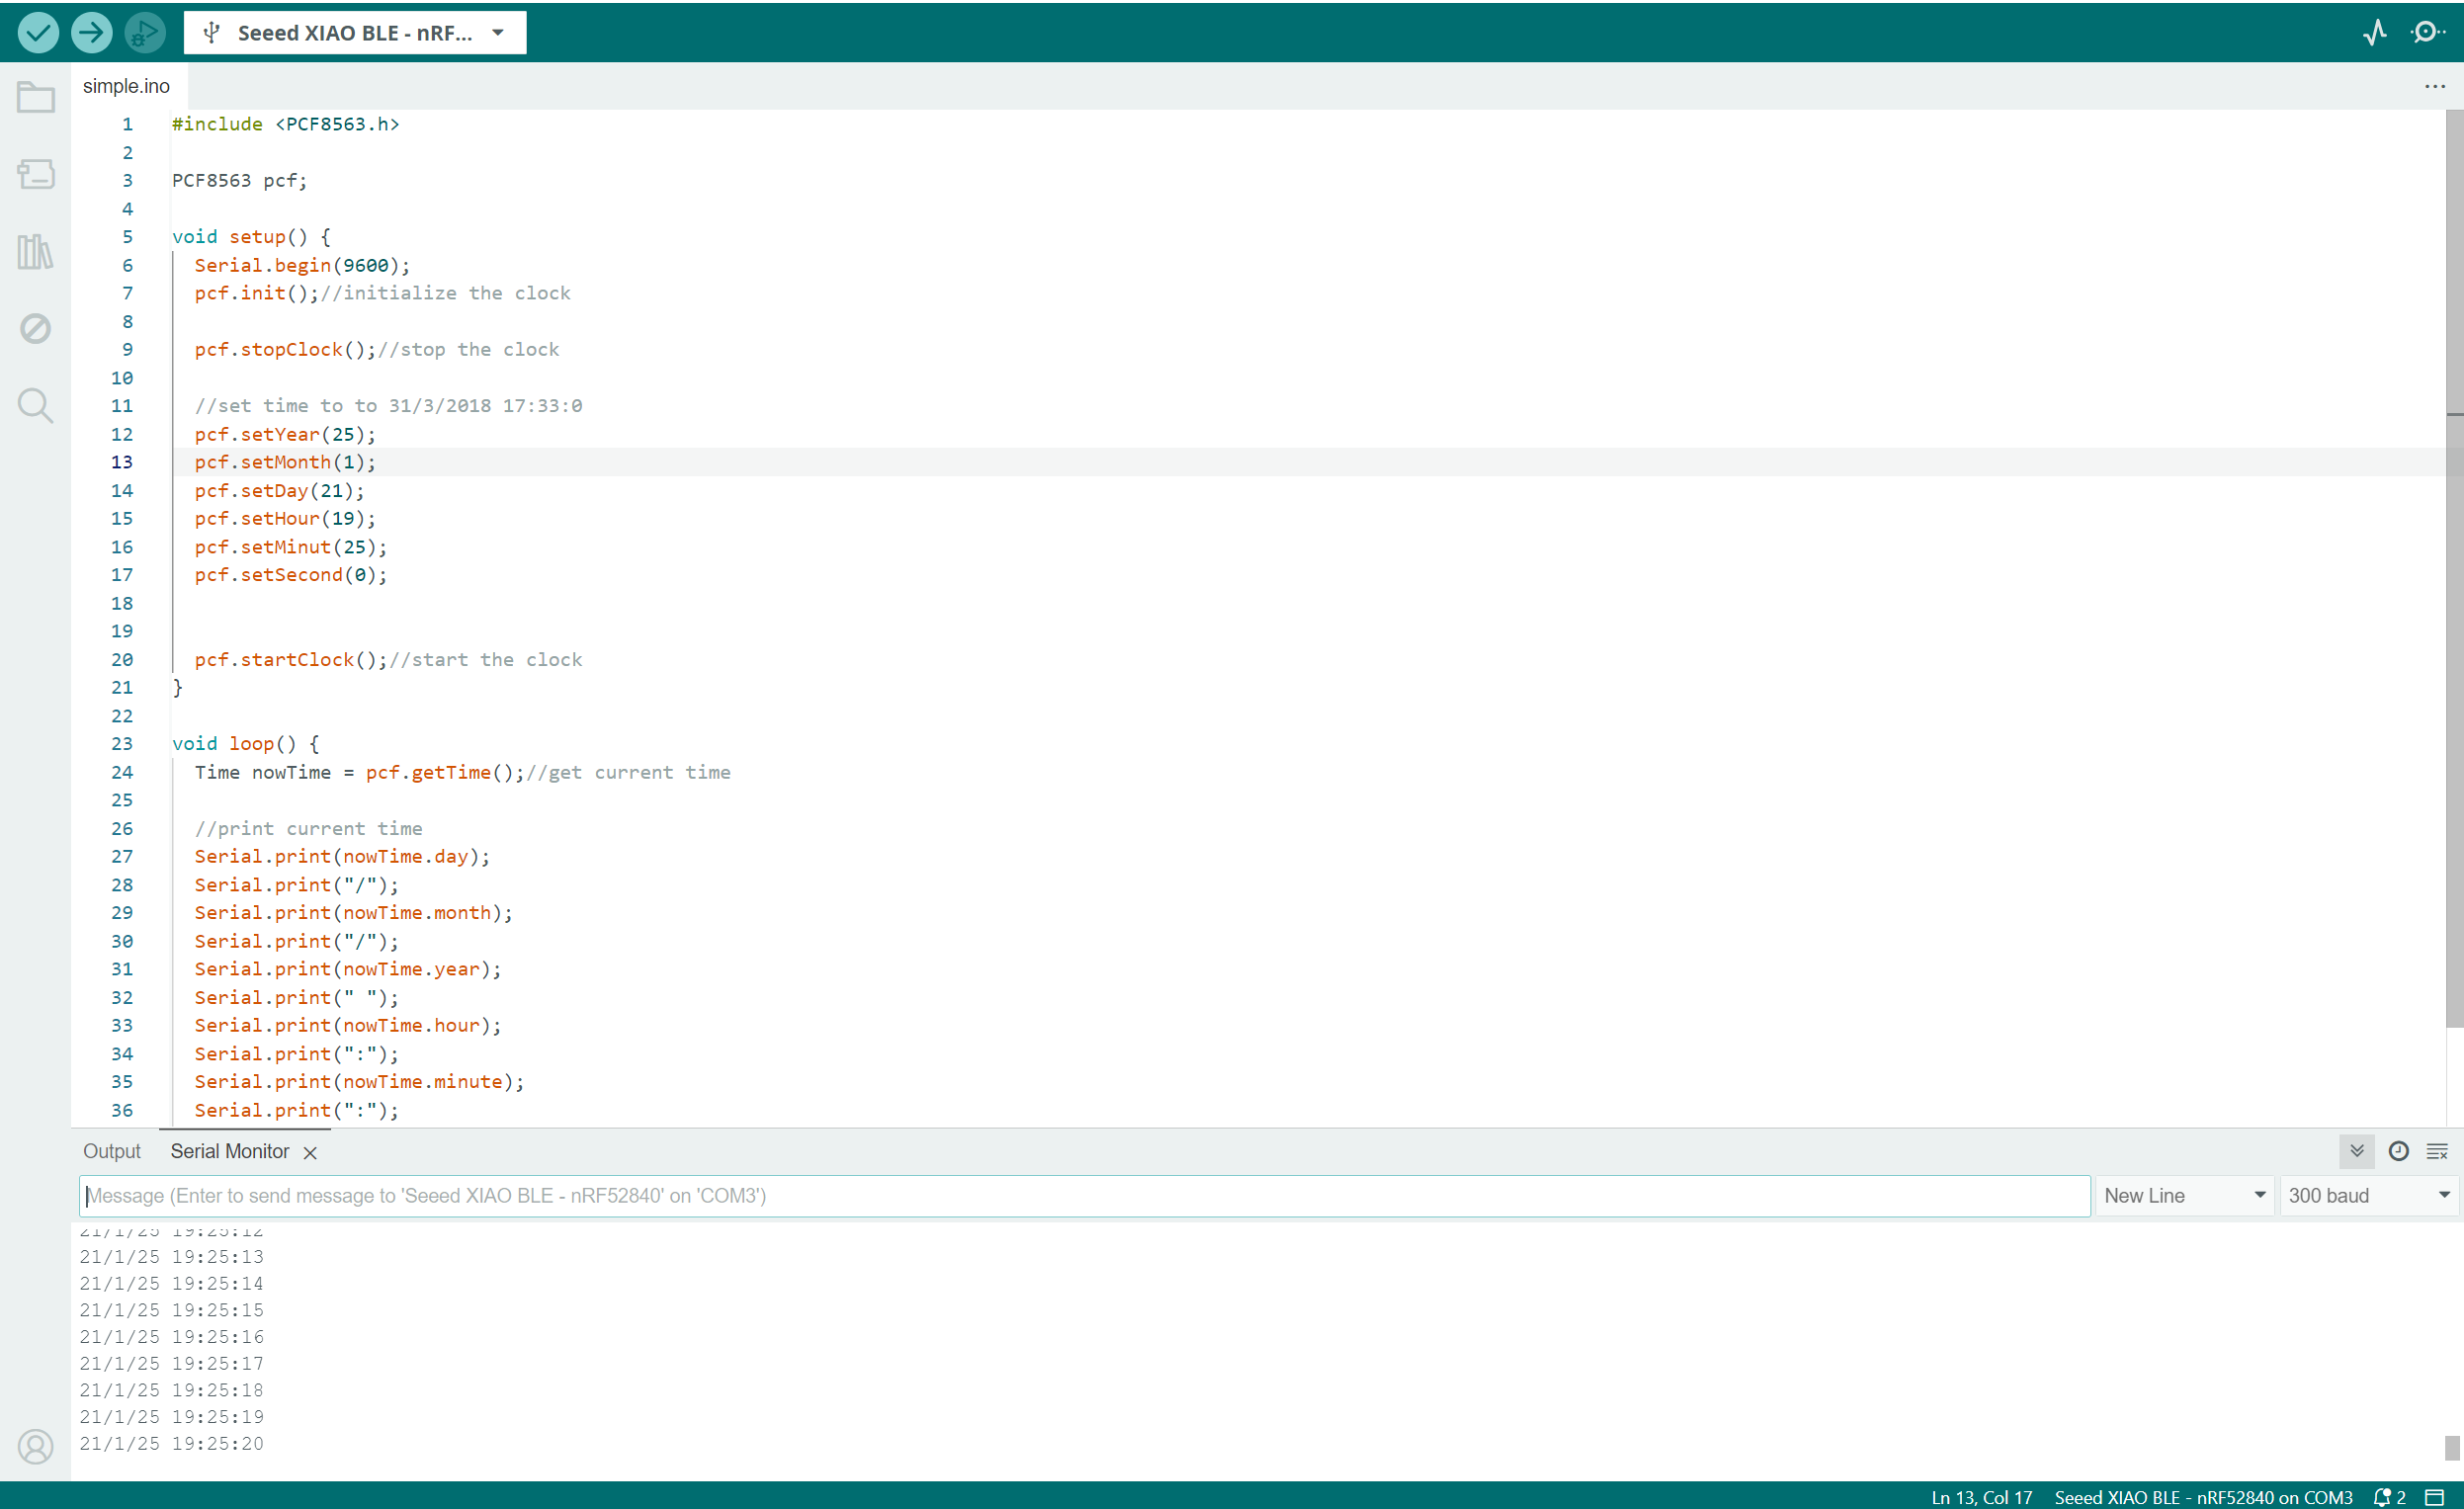 Seeed XIAO BLE - nRF...
simple.ino
1 #include <PCF8563.h>
2
3 PCF8563 pcf;
4
5 void setup() {
6 Serial.begin(9600);
7 pcf.init();//initialize the clock
8
9 pcf.stopClock();//stop the clock
10
11 //set time to to 31/3/2018 17:33:0
12 pcf.setYear(25);
13 pcf.setMonth(1);
14 pcf.setDay(21);
15 pcf.setHour(19);
16 pcf.setMinut(25);
17 pcf.setSecond(0);
18
19
20 pcf.startClock();//start the clock
21 }
22
23 void loop() {
24 Time nowTime = pcf.getTime();//get current time
25
26 //print current time
27 Serial.print(nowTime.day);
28 Serial.print("/");
29 Serial.print(nowTime.month);
30 Serial.print("/");
31 Serial.print(nowTime.year);
32 Serial.print(" ");
33 Serial.print(nowTime.hour);
34 Serial.print(":");
35 Serial.print(nowTime.minute);
36 Serial.print(":");
Output Serial Monitor
Message (Enter to send message to 'Seeed XIAO BLE - nRF52840' on 'COM3') New Line 300 baud
21/1/25 19:25:12
21/1/25 19:25:13
21/1/25 19:25:14
21/1/25 19:25:15
21/1/25 19:25:16
21/1/25 19:25:17
21/1/25 19:25:18
21/1/25 19:25:19
21/1/25 19:25:20
Ln 13, Col 17 Seeed XIAO BLE - nRF52840 on COM3 2